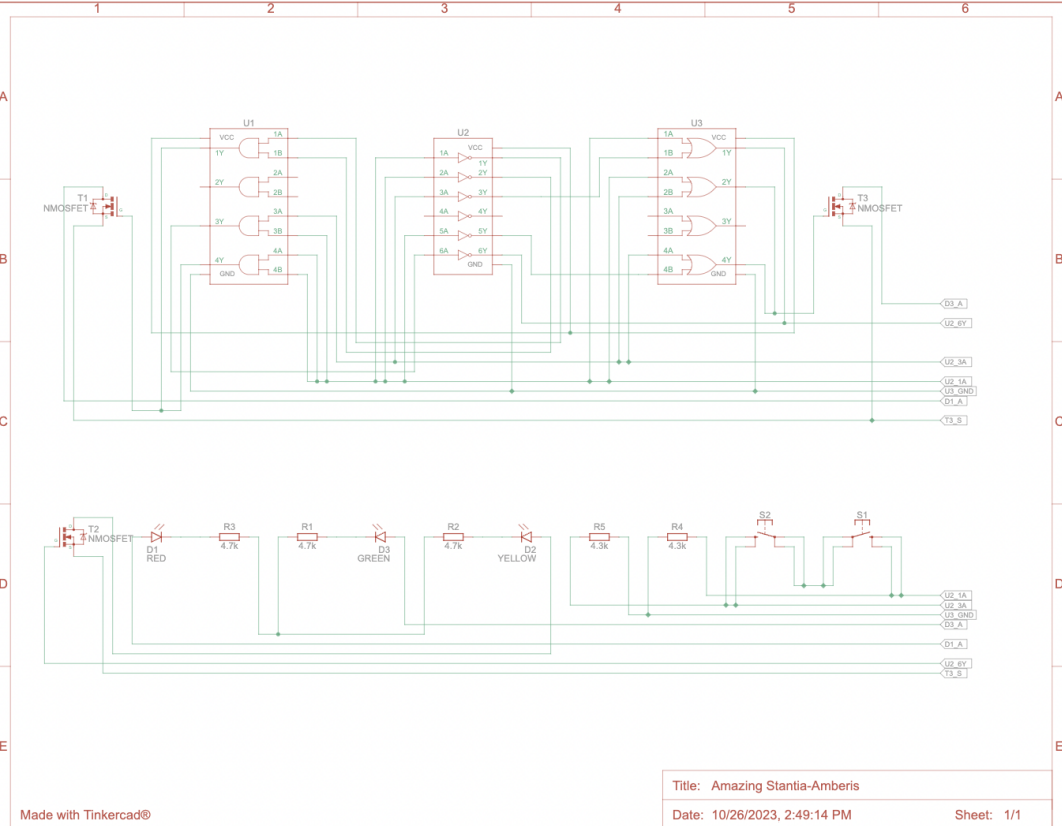 1 2 3 4 5 6
A A
U1 U2 U3
VCC 1A 1A VCC
1Y 1B 1B 1Y
VCC
1A 1Y
2A 2Y
2Y 2A 2A 2Y
2B 2B
3A 3Y
T1
NMOSFET
T3
NMOSFET
3Y 3A 3A 3Y
3B 3B
4A 4Y
5A 5Y
6A 6Y
GND
4Y 4A 4A 4Y
GND 4B 4B GND
B B
D3_A
U2_6Y
U2_3A
U2_1A
U3_GND
D1_A
T3_S
C C
T2
NMOSFET
D1
RED
R3
4.7k
R1
4.7k
D3
GREEN
R2
4.7k
D2
YELLOW
R5
4.3k
R4
4.3k
S2
S1
D D
U2_1A
U2_3A
U3_GND
D3_A
D1_A
U2_6Y
T3_S
E E
Title: Amazing Stantia-Amberis
Made with Tinkercad®
Date: 10/26/2023, 2:49:14 PM Sheet: 1/1